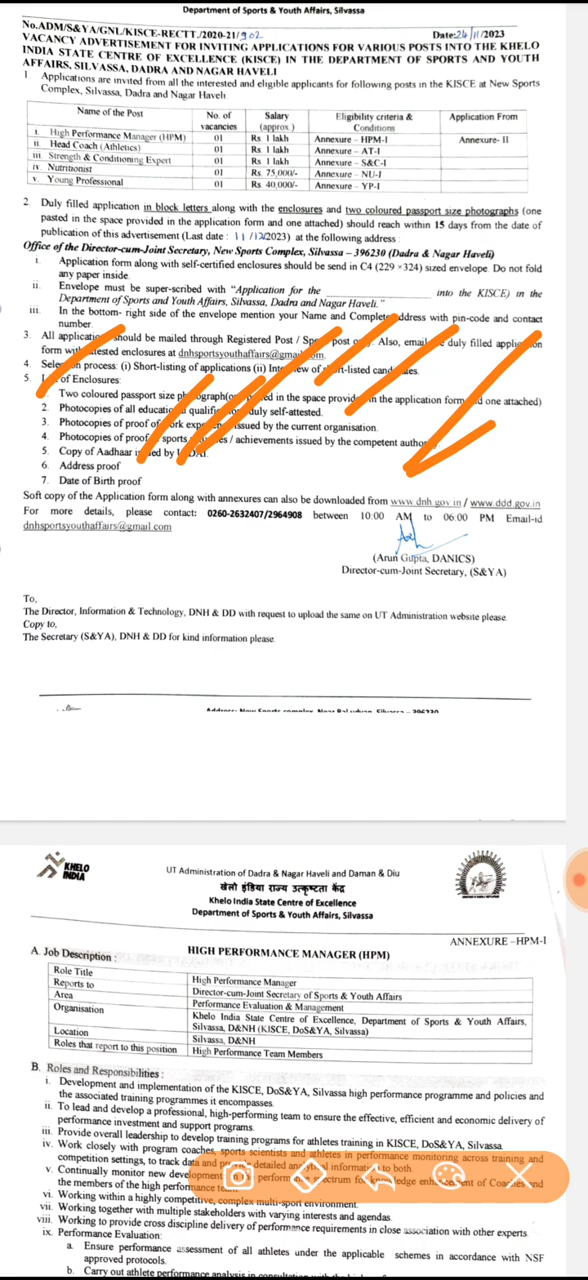 Department of Sports & Youth Affairs, Silvassa
No.ADM/S&YA/GNL/KISCE-RECTT./2020-21/902 Date:24/11/2023
VACANCY ADVERTISEMENT FOR INVITING APPLICATIONS FOR VARIOUS POSTS INTO THE KHELO
INDIA STATE CENTRE OF EXCELLENCE (KISCE) IN THE DEPARTMENT OF SPORTS AND YOUTH
AFFAIRS, SILVASSA, DADRA AND NAGAR HAVELI
1 Applications are invited from all the interested and eligible applicants for following posts in the KISCE at New Sports
Complex, Silvassa, Dadra and Nagar Haveli
Name of the Post No. of vacancies Salary (approx.) Eligibility criteria & Conditions Application From
i. High Performance Manager (HPM) 01 Rs 1 lakh Annexure – HPM-I Annexure- II
ii. Head Coach (Athletics) 01 Rs 1 lakh Annexure – AT-I
iii. Strength & Conditioning Expert 01 Rs 1 lakh Annexure – S&C-I
iv. Nutritionist 01 Rs. 75,000/- Annexure – NU-I
v. Young Professional 01 Rs. 40,000/- Annexure – YP-I
2. Duly filled application in block letters along with the enclosures and two coloured passport size photographs (one
pasted in the space provided in the application form and one attached) should reach within 15 days from the date of
publication of this advertisement (Last date : 11/12/2023) at the following address :
Office of the Director-cum-Joint Secretary, New Sports Complex, Silvassa – 396230 (Dadra & Nagar Haveli)
i. Application form along with self-certified enclosures should be send in C4 (229 ×324) sized envelope. Do not fold
any paper inside.
ii. Envelope must be super-scribed with "Application for the ____________ into the KISCE) in the
Department of Sports and Youth Affairs, Silvassa, Dadra and Nagar Haveli."
iii. In the bottom- right side of the envelope mention your Name and Complete address with pin-code and contact
number.
3. All application should be mailed through Registered Post / Speed post only. Also, email duly filled application
form with attested enclosures at dnhsportsyouthaffairs@gmail.com.
4. Selection process: (i) Short-listing of applications (ii) Interview of short-listed candidates.
5. of Enclosures:
Two coloured passport size photograph( in the space provided in the application form and one attached)
2. Photocopies of all education qualification duly self-attested.
3. Photocopies of proof of work experience issued by the current organisation.
4. Photocopies of proof sports / achievements issued by the competent authority
5. Copy of Aadhaar issued by UIDAI.
6. Address proof
7. Date of Birth proof
Soft copy of the Application form along with annexures can also be downloaded from www.dnh.gov.in / www.ddd.gov.in
For more details, please contact: 0260-2632407/2964908 between 10:00 AM to 06:00 PM Email-id
dnhsportsyouthaffairs@gmail.com
(Arun Gupta, DANICS)
Director-cum-Joint Secretary, (S&YA)
To,
The Director, Information & Technology, DNH & DD with request to upload the same on UT Administration website please.
Copy to,
The Secretary (S&YA), DNH & DD for kind information please.
KHELO
INDIA
UT Administration of Dadra & Nagar Haveli and Daman & Diu
खेलो इंडिया राज्य उत्कृष्टता केंद्र
Khelo India State Centre of Excellence
Department of Sports & Youth Affairs, Silvassa
ANNEXURE –HPM-I
HIGH PERFORMANCE MANAGER (HPM)
A. Job Description :
Role Title High Performance Manager
Reports to Director-cum-Joint Secretary of Sports & Youth Affairs
Area Performance Evaluation & Management
Organisation Khelo India State Centre of Excellence, Department of Sports & Youth Affairs,
Silvassa, D&NH (KISCE, DoS&YA, Silvassa)
Location Silvassa, D&NH
Roles that report to this position High Performance Team Members
B. Roles and Responsibilities :
i. Development and implementation of the KISCE, DoS&YA, Silvassa high performance programme and policies and
the associated training programmes it encompasses.
ii. To lead and develop a professional, high-performing team to ensure the effective, efficient and economic delivery of
performance investment and support programs.
iii. Provide overall leadership to develop training programs for athletes training in KISCE, DoS&YA, Silvassa.
iv. Work closely with program coaches, sports scientists and athletes in performance monitoring across training and
competition settings, to track data and provide detailed analytical information to both.
v. Continually monitor new development performance spectrum for knowledge enhancement of Coaches and
the members of the high performance team.
vi. Working within a highly competitive, complex multi-sport environment.
vii. Working together with multiple stakeholders with varying interests and agendas.
viii. Working to provide cross discipline delivery of performance requirements in close association with other experts.
ix. Performance Evaluation:
a. Ensure performance assessment of all athletes under the applicable schemes in accordance with NSF
approved protocols.
b. Carry out athlete performance analysis in consultation